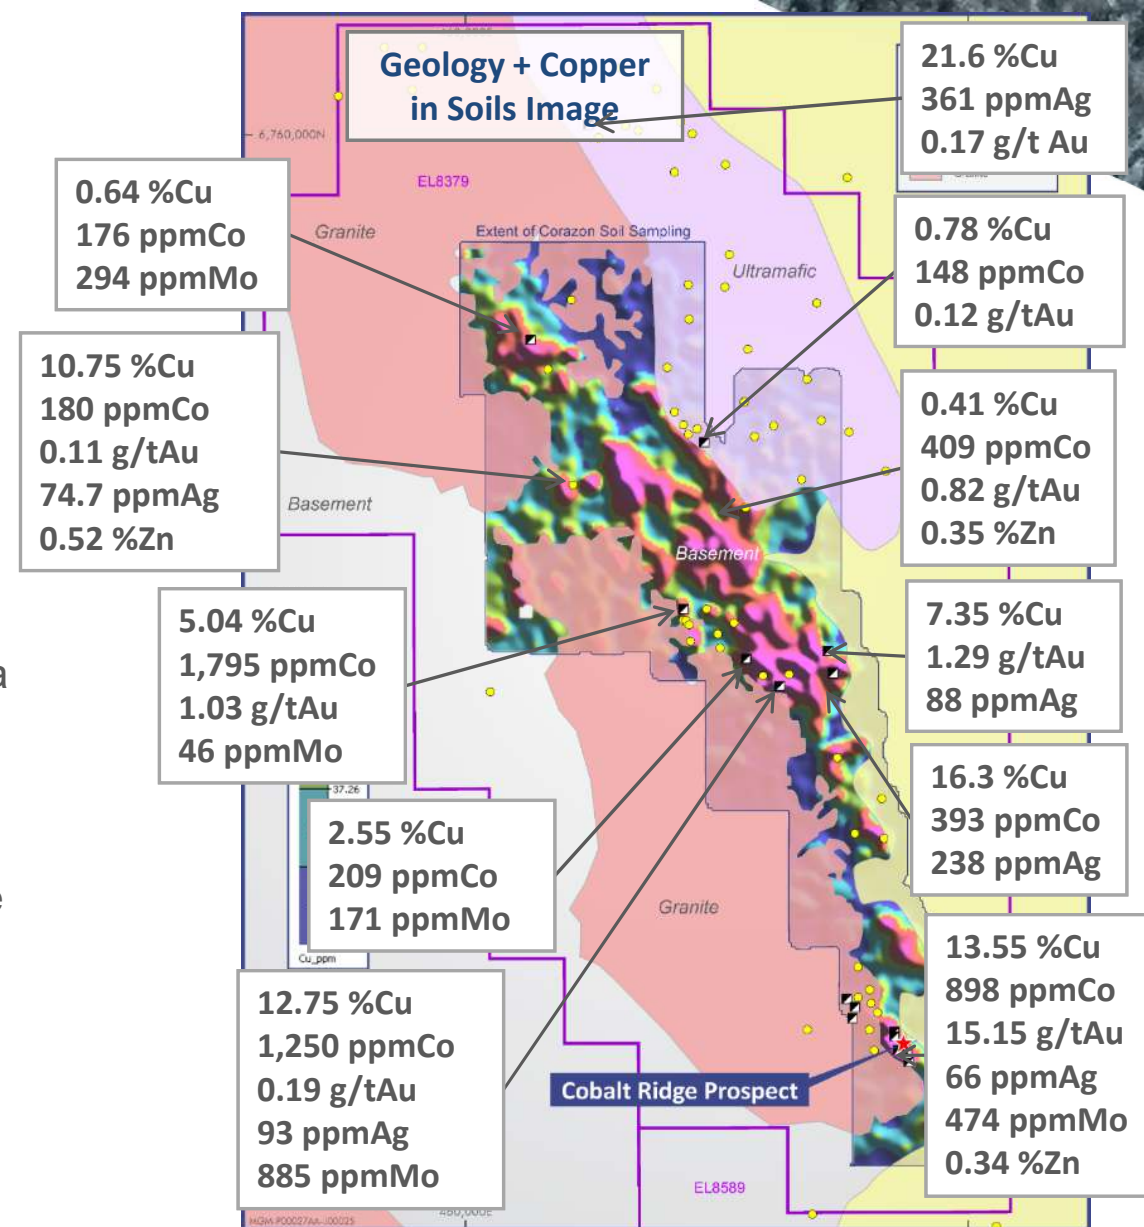 Geology + Copper
in Soils Image
21.6 %Cu
361 ppmAg
0.17 g/t Au
6,760,000N
EL8379
0.64 %Cu
176 ppmCo
294 ppmMo
Granite
Extent of Corazon Soil Sampling
Ultramafic
0.78 %Cu
148 ppmCo
0.12 g/tAu
10.75 %Cu
180 ppmCo
0.11 g/tAu
74.7 ppmAg
0.52 %Zn
0.41 %Cu
409 ppmCo
0.82 g/tAu
0.35 %Zn
Basement
Basement
5.04 %Cu
1,795 ppmCo
1.03 g/tAu
46 ppmMo
7.35 %Cu
1.29 g/tAu
88 ppmAg
a
37.26
2.55 %Cu
209 ppmCo
171 ppmMo
16.3 %Cu
393 ppmCo
238 ppmAg
e
Granite
Cu_ppm
12.75 %Cu
1,250 ppmCo
0.19 g/tAu
93 ppmAg
885 ppmMo
13.55 %Cu
898 ppmCo
15.15 g/tAu
66 ppmAg
474 ppmMo
0.34 %Zn
Cobalt Ridge Prospect
EL8589